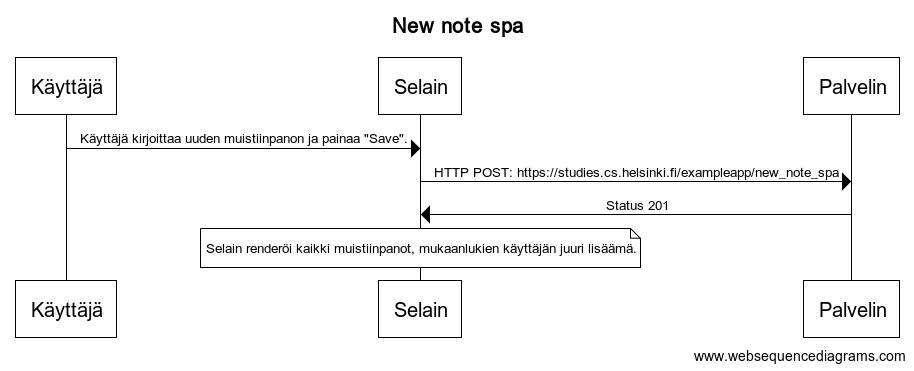 New note spa
Käyttäjä
Selain
Palvelin
Käyttäjä kirjoittaa uuden muistiinpanon ja painaa "Save".
HTTP POST: https://studies.cs.helsinki.fi/exampleapp/new_note_spa
Status 201
Selain renderöi kaikki muistiinpanot, mukaanlukien käyttäjän juuri lisäämä.
Käyttäjä
Selain
Palvelin
www.websequencediagrams.com